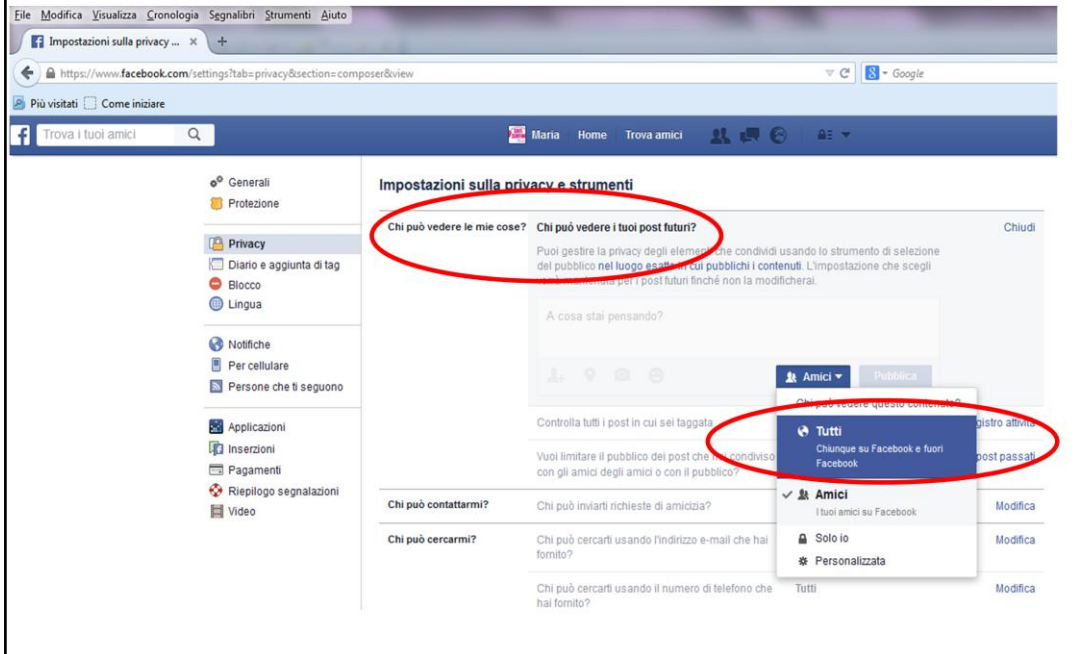 File Modifica Visualizza Cronologia Segnalibri Strumenti Aiuto
Impostazioni sulla privacy ... × +
https://www.facebook.com/settings?tab=privacy&section=composer&view
Google
Più visitati Come iniziare
Trova i tuoi amici
Maria Home Trova amici
Generali
Protezione
Privacy
Diario e aggiunta di tag
Blocco
Lingua
Notifiche
Per cellulare
Persone che ti seguono
Applicazioni
Inserzioni
Pagamenti
Riepilogo segnalazioni
Video
Impostazioni sulla privacy e strumenti
Chi può vedere le mie cose? Chi può vedere i tuoi post futuri? Chiudi
Puoi gestire la privacy degli elementi che condividi usando lo strumento di selezione
del pubblico nel luogo esatto in cui pubblichi i contenuti. L'impostazione che scegli
verrà mantenuta per i post futuri finché non la modificherai.
A cosa stai pensando?
Amici Pubblica
Chi può vedere questo contenuto?
Tutti
Chiunque su Facebook e fuori
Facebook
Amici
I tuoi amici su Facebook
Solo io
Personalizzata
Controlla tutti i post in cui sei taggata gistro attività
Vuoi limitare il pubblico dei post che hai condiviso post passati
con gli amici degli amici o con il pubblico?
Chi può contattarmi? Chi può inviarti richieste di amicizia? Modifica
Chi può cercarmi? Chi può cercarti usando l'indirizzo e-mail che hai Modifica
fornito?
Chi può cercarti usando il numero di telefono che Tutti Modifica
hai fornito?